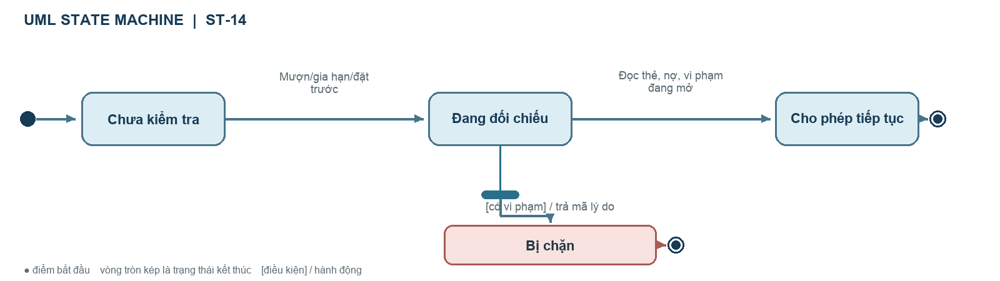 UML STATE MACHINE | ST-14
Mượn/gia hạn/đặt
trước
Đọc thẻ, nợ, vi phạm
đang mở
Chưa kiểm tra
Đang đối chiếu
Cho phép tiếp tục
[có vi phạm] / trả mã lý do
Bị chặn
● điểm bắt đầu vòng tròn kép là trạng thái kết thúc [điều kiện] / hành động